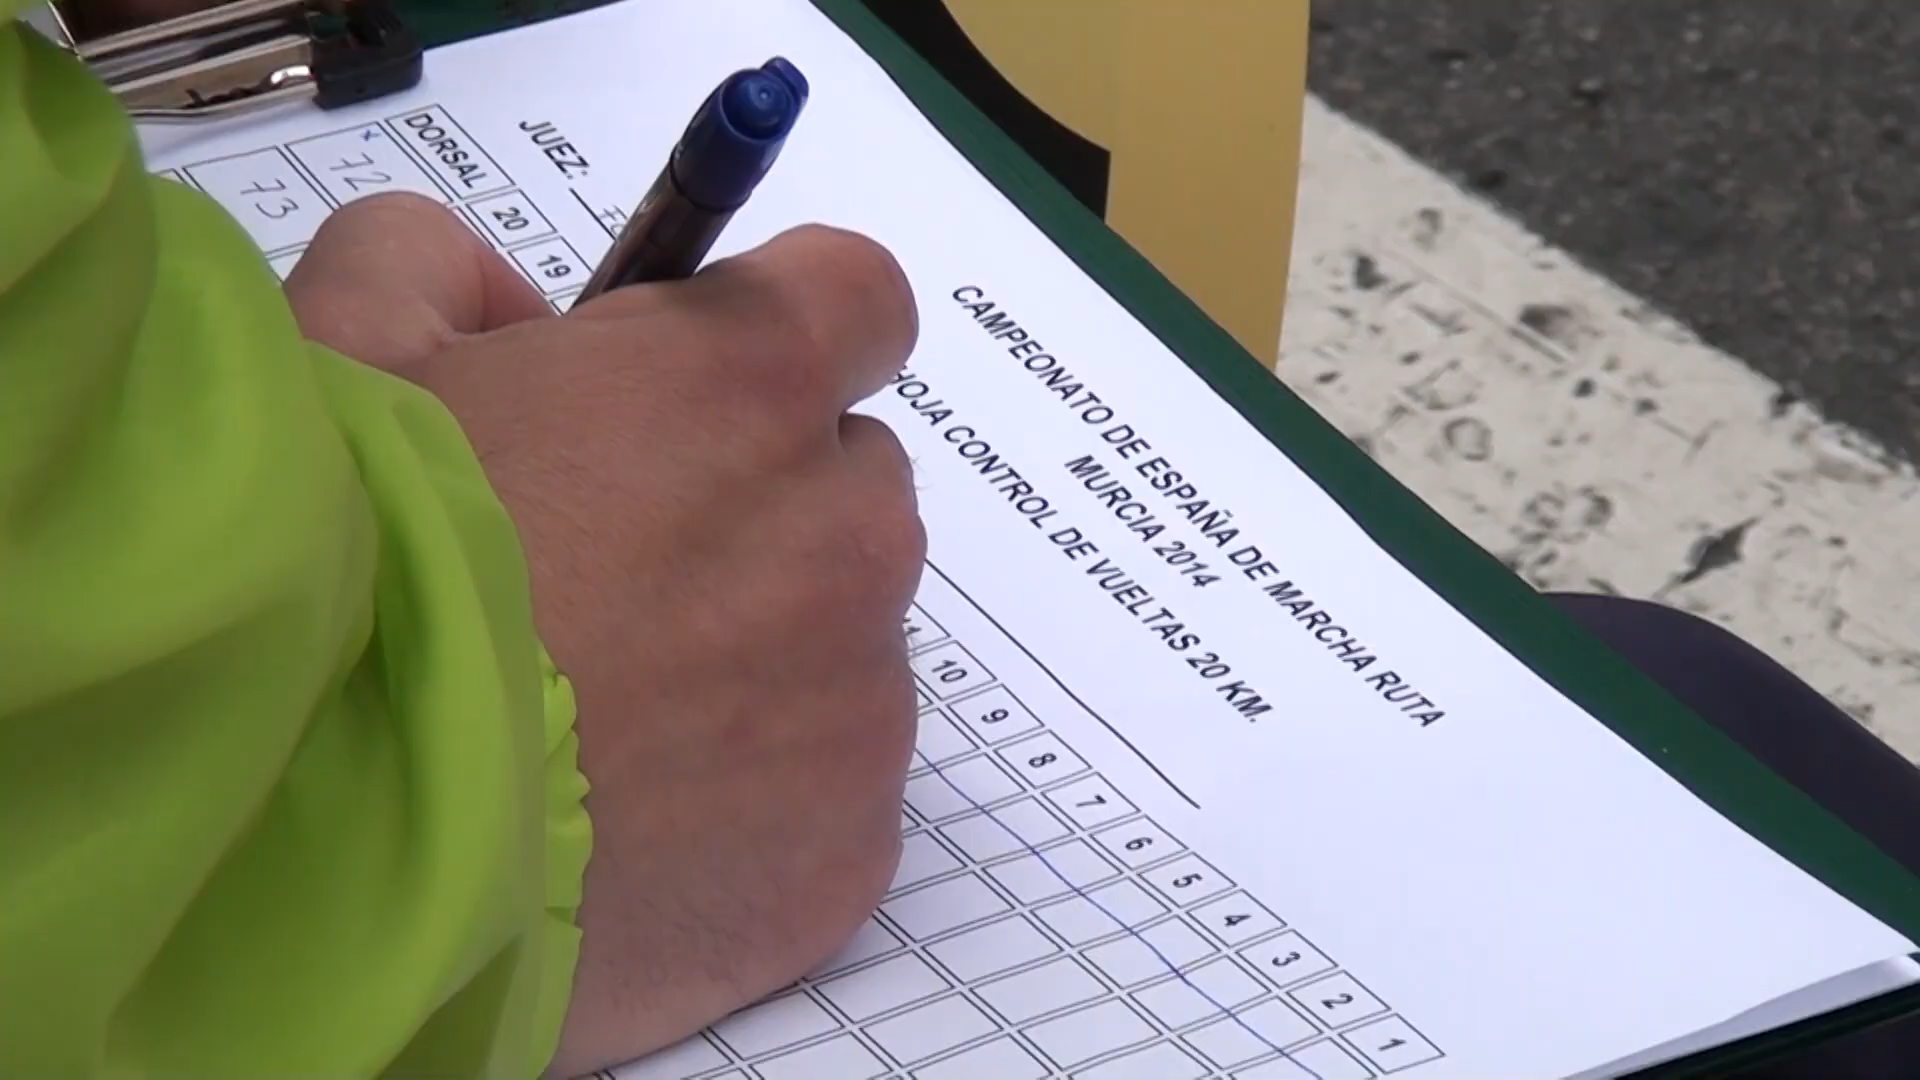 CAMPEONATO DE ESPAÑA DE MARCHA RUTA
MURCIA 2014
HOJA CONTROL DE VUELTAS 20 KM.
JUEZ:
DORSAL 20 19 11 10 9 8 7 6 5 4 3 2 1
72
73